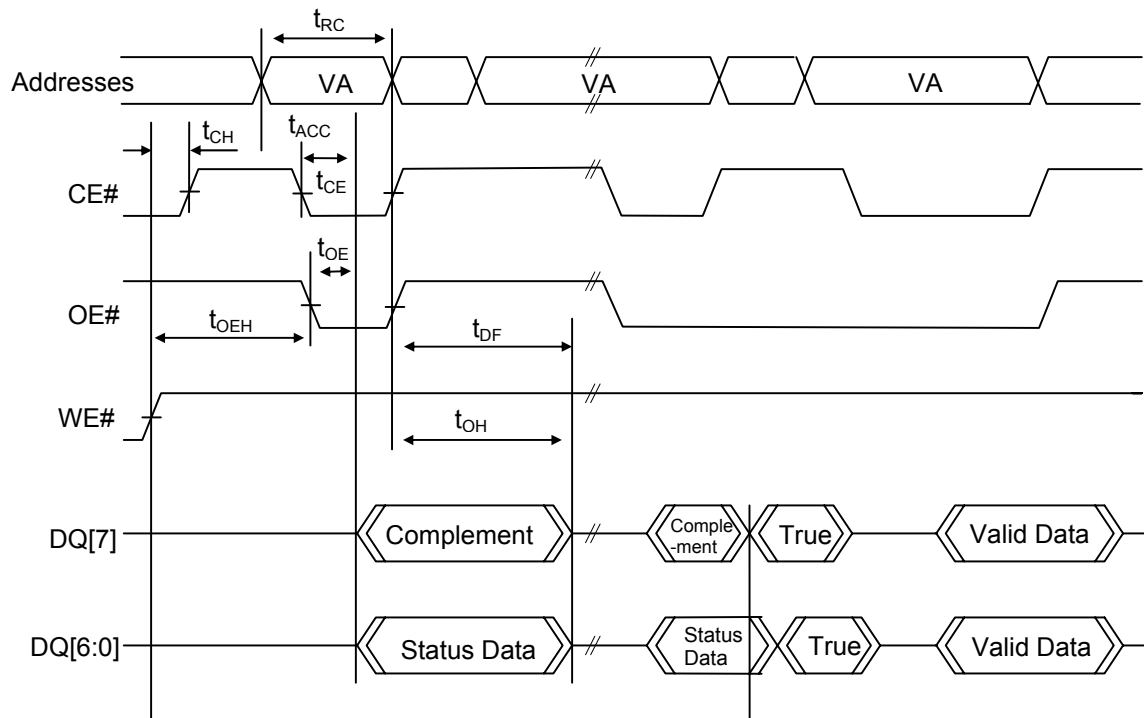 tRC
Addresses VA VA VA
tCH tACC
CE# tCE
tOE
OE#
tOEH tDF
WE#
tOH
DQ[7] Complement Comple
-ment True Valid Data
DQ[6:0] Status Data Status
Data True Valid Data